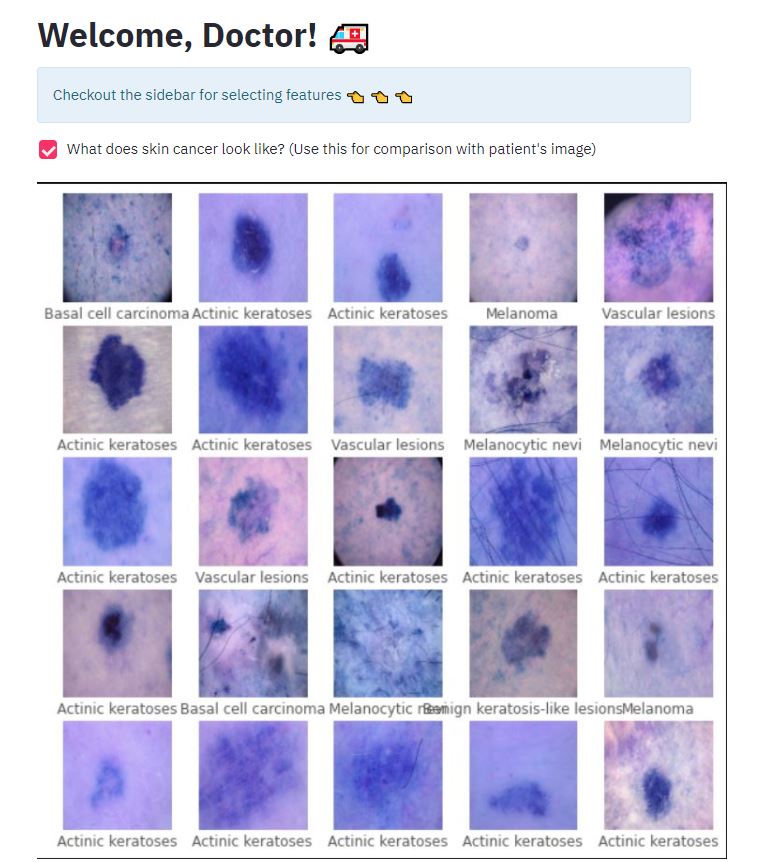 Welcome, Doctor!
Checkout the sidebar for selecting features
What does skin cancer look like? (Use this for comparison with patient's image)
Basal cell carcinoma Actinic keratoses Actinic keratoses Melanoma Vascular lesions
Actinic keratoses Actinic keratoses Vascular lesions Melanocytic nevi Melanocytic nevi
Actinic keratoses Vascular lesions Actinic keratoses Actinic keratoses Actinic keratoses
Actinic keratoses Basal cell carcinoma Melanocytic nevi Benign keratosis-like lesions Melanoma
Actinic keratoses Actinic keratoses Actinic keratoses Actinic keratoses Actinic keratoses